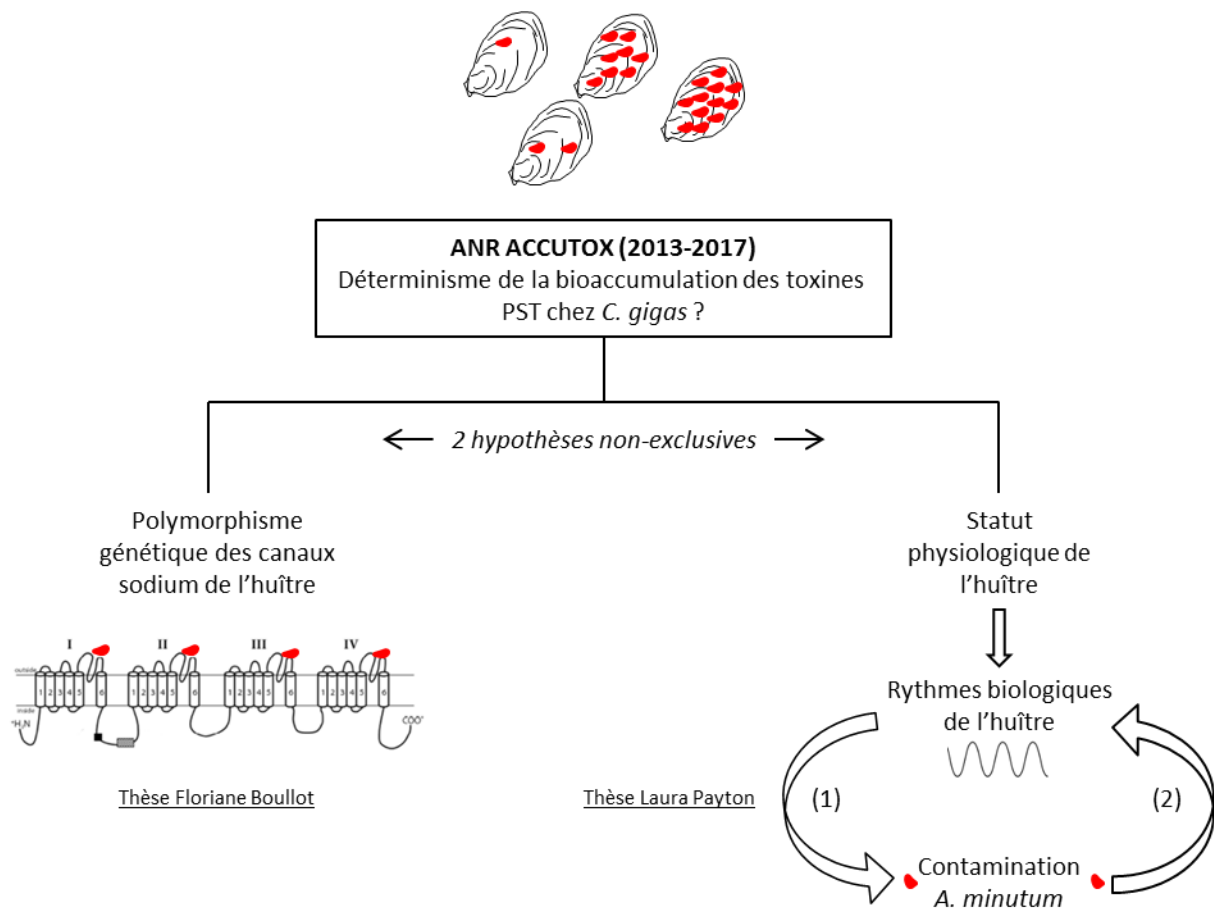 ANR ACCUTOX (2013-2017)
Déterminisme de la bioaccumulation des toxines
PST chez C. gigas ?
2 hypothèses non-exclusives
Polymorphisme
génétique des canaux
sodium de l'huître
I II III IV
outside
1 2 3 4 5 6 1 2 3 4 5 6 1 2 3 4 5 6 1 2 3 4 5 6
inside
⁺H₃N
COO⁻
Thèse Floriane Boullot
Statut
physiologique de
l'huître
Rythmes biologiques
de l'huître
Thèse Laura Payton
(1)
(2)
Contamination
A. minutum